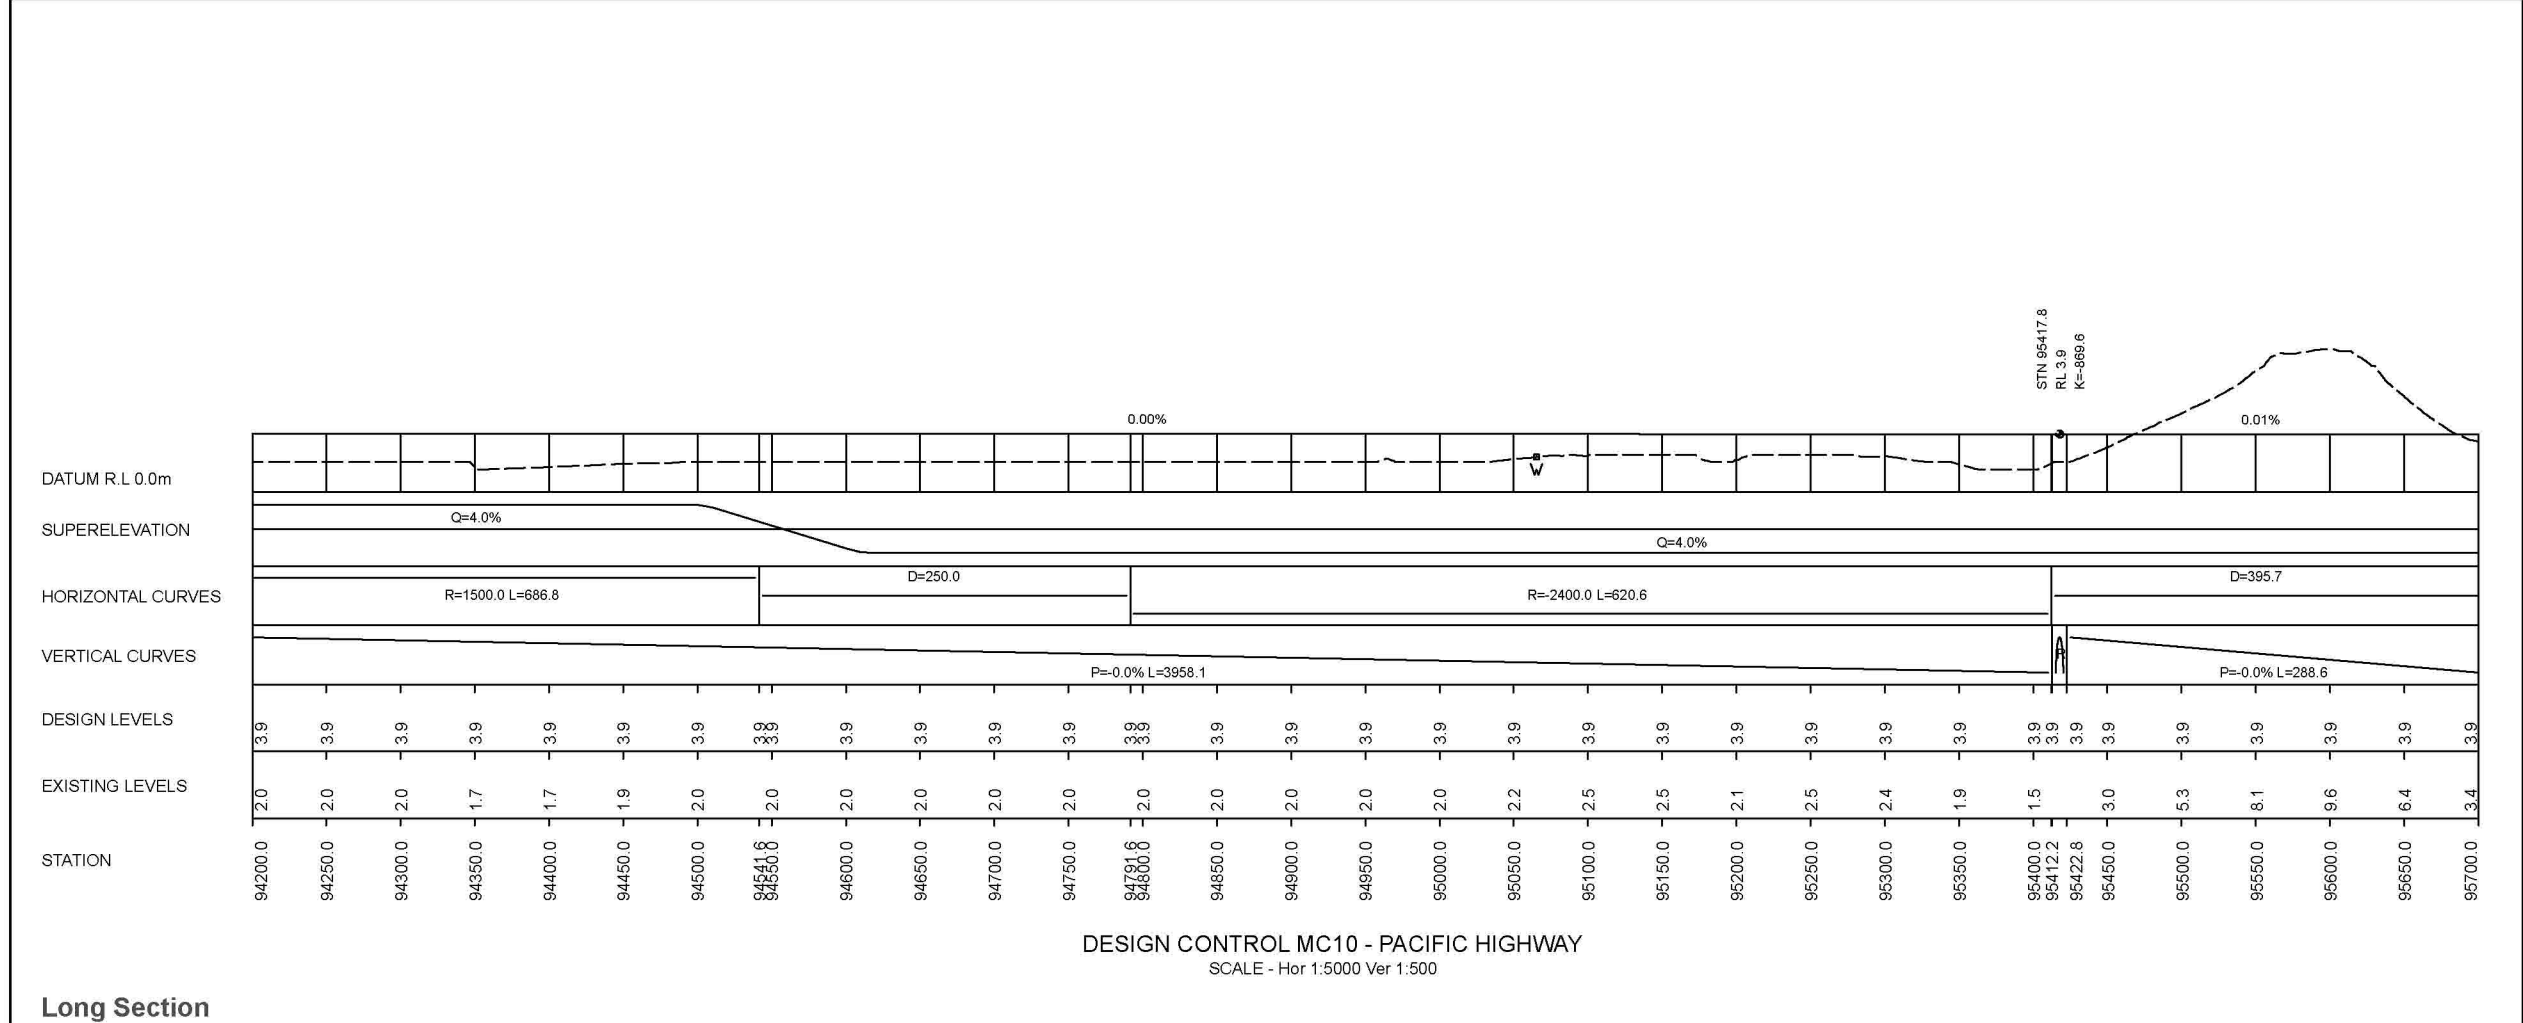 STN 95417.8
RL 3.9
K=-869.6
0.00%
0.01%
DATUM R.L 0.0m
W
SUPERELEVATION
Q=4.0%
Q=4.0%
HORIZONTAL CURVES
R=1500.0 L=686.8
D=250.0
R=-2400.0 L=620.6
D=395.7
VERTICAL CURVES
P=-0.0% L=3958.1
P=-0.0% L=288.6
DESIGN LEVELS
3.9 3.9 3.9 3.9 3.9 3.9 3.9 3.9 3.9 3.9 3.9 3.9 3.9 3.9 3.9 3.9 3.9 3.9 3.9 3.9 3.9 3.9 3.9 3.9 3.9 3.9 3.9 3.9 3.9 3.9 3.9 3.9 3.9 3.9 3.9
EXISTING LEVELS
2.0 2.0 2.0 1.7 1.7 1.9 2.0 2.0 2.0 2.0 2.0 2.0 2.0 2.0 2.0 2.0 2.0 2.2 2.5 2.5 2.1 2.5 2.4 1.9 1.5 3.0 5.3 8.1 9.6 6.4 3.4
STATION
94200.0 94250.0 94300.0 94350.0 94400.0 94450.0 94500.0 94541.6 94550.0 94600.0 94650.0 94700.0 94750.0 94791.6 94800.0 94850.0 94900.0 94950.0 95000.0 95050.0 95100.0 95150.0 95200.0 95250.0 95300.0 95350.0 95400.0 95412.2 95422.8 95450.0 95500.0 95550.0 95600.0 95650.0 95700.0
DESIGN CONTROL MC10 - PACIFIC HIGHWAY
SCALE - Hor 1:5000 Ver 1:500
Long Section